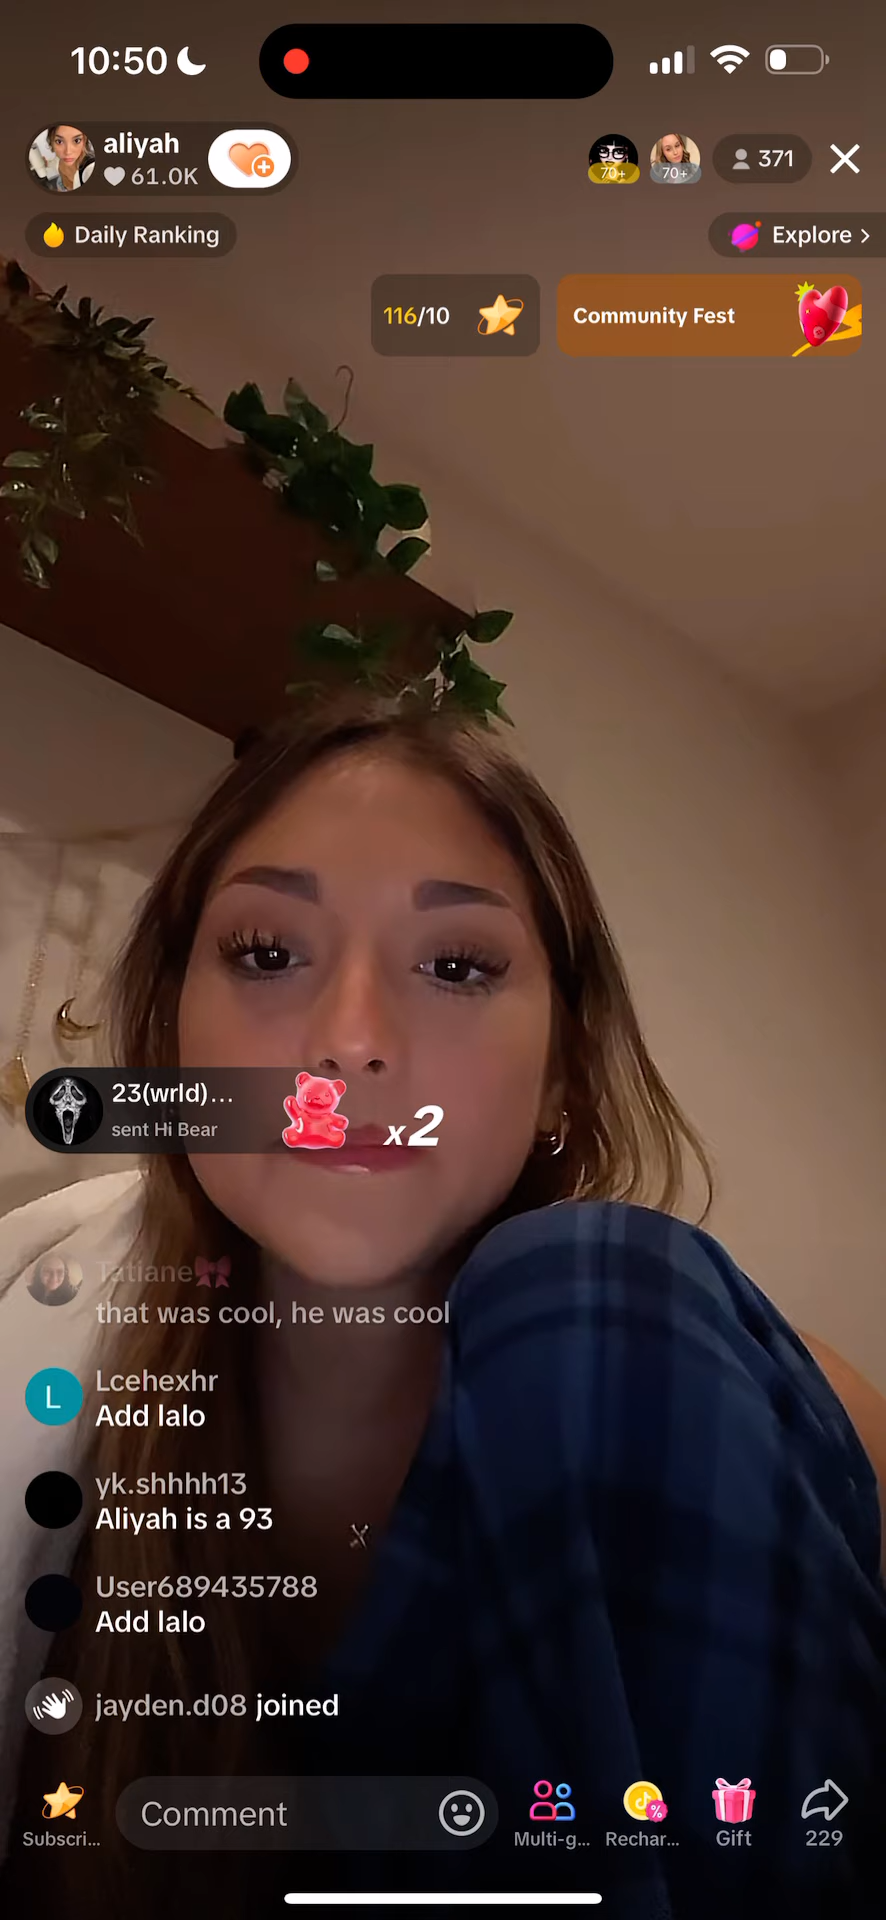 10:50
aliyah
61.0K
70+
70+
371
Daily Ranking
Explore >
116/10
Community Fest
23(wrld)...
sent Hi Bear
x2
Tatiane
that was cool, he was cool
L
Lcehexhr
Add lalo
yk.shhhh13
Aliyah is a 93
User689435788
Add lalo
jayden.d08 joined
Comment
Subscri...
Multi-g...
Rechar...
Gift
229